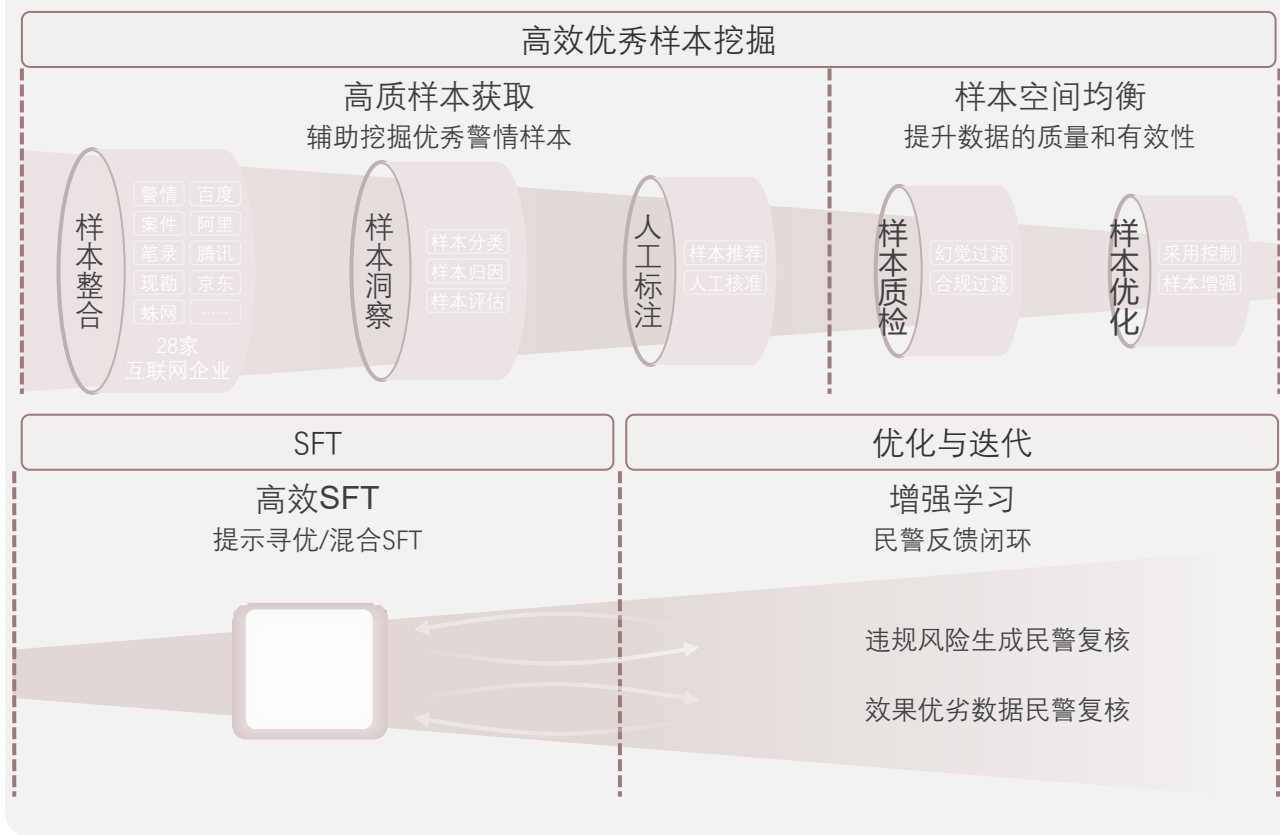 高效优秀样本挖掘
高质样本获取
辅助挖掘优秀警情样本
样本空间均衡
提升数据的质量和有效性
样本整合
警情 百度
案件 阿里
笔录 腾讯
现勘 京东
蛛网 ……
28家
互联网企业
样本洞察
样本分类
样本归因
样本评估
人工标注
样本推荐
人工核准
样本质检
幻觉过滤
合规过滤
样本优化
采用控制
样本增强
SFT
高效SFT
提示寻优/混合SFT
优化与迭代
增强学习
民警反馈闭环
违规风险生成民警复核
效果优劣数据民警复核